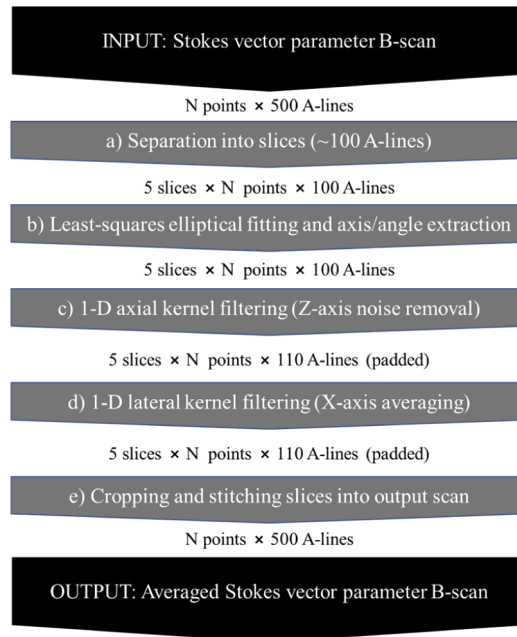 INPUT: Stokes vector parameter B-scan
N points × 500 A-lines
a) Separation into slices (~100 A-lines)
5 slices × N points × 100 A-lines
b) Least-squares elliptical fitting and axis/angle extraction
5 slices × N points × 100 A-lines
c) 1-D axial kernel filtering (Z-axis noise removal)
5 slices × N points × 110 A-lines (padded)
d) 1-D lateral kernel filtering (X-axis averaging)
5 slices × N points × 110 A-lines (padded)
e) Cropping and stitching slices into output scan
N points × 500 A-lines
OUTPUT: Averaged Stokes vector parameter B-scan